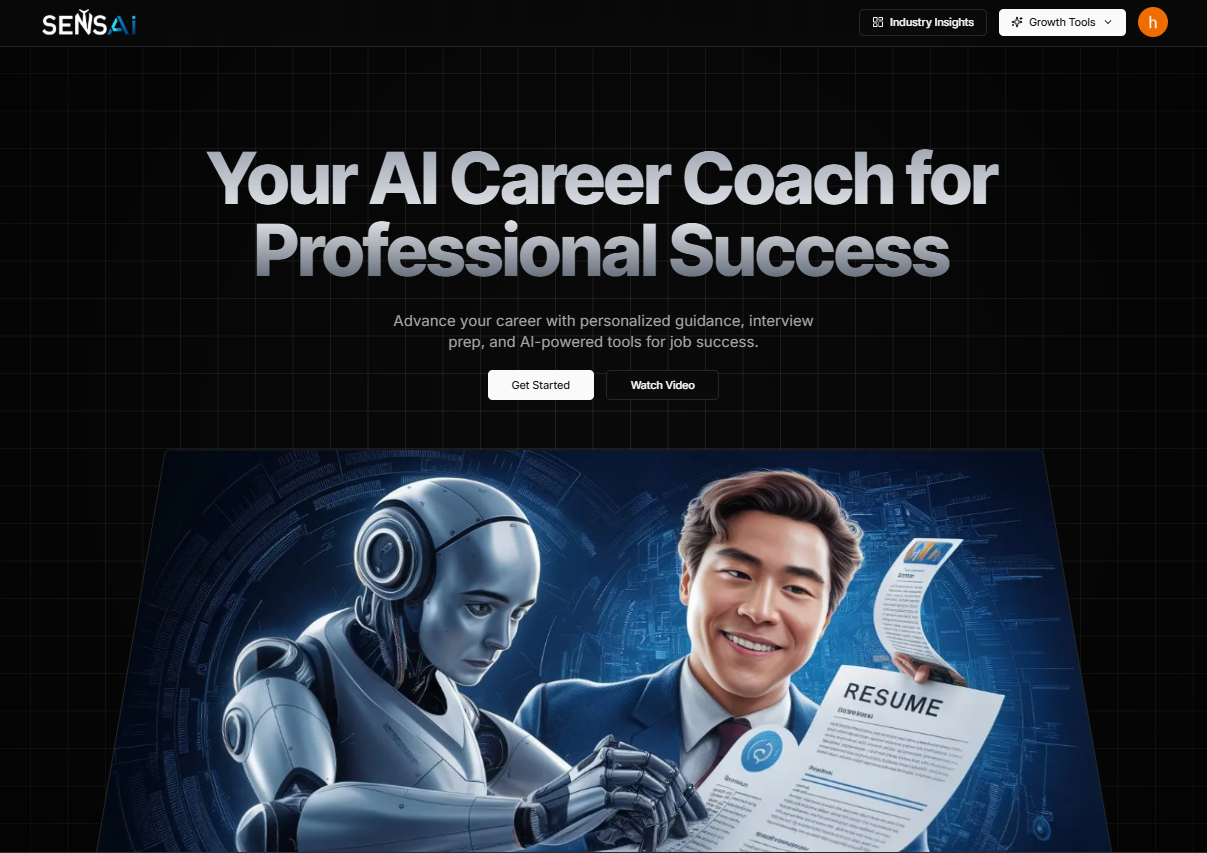 SENSAi
Industry Insights
Growth Tools
h
Your AI Career Coach for
Professional Success
Advance your career with personalized guidance, interview
prep, and AI-powered tools for job success.
Get Started
Watch Video
RESUME